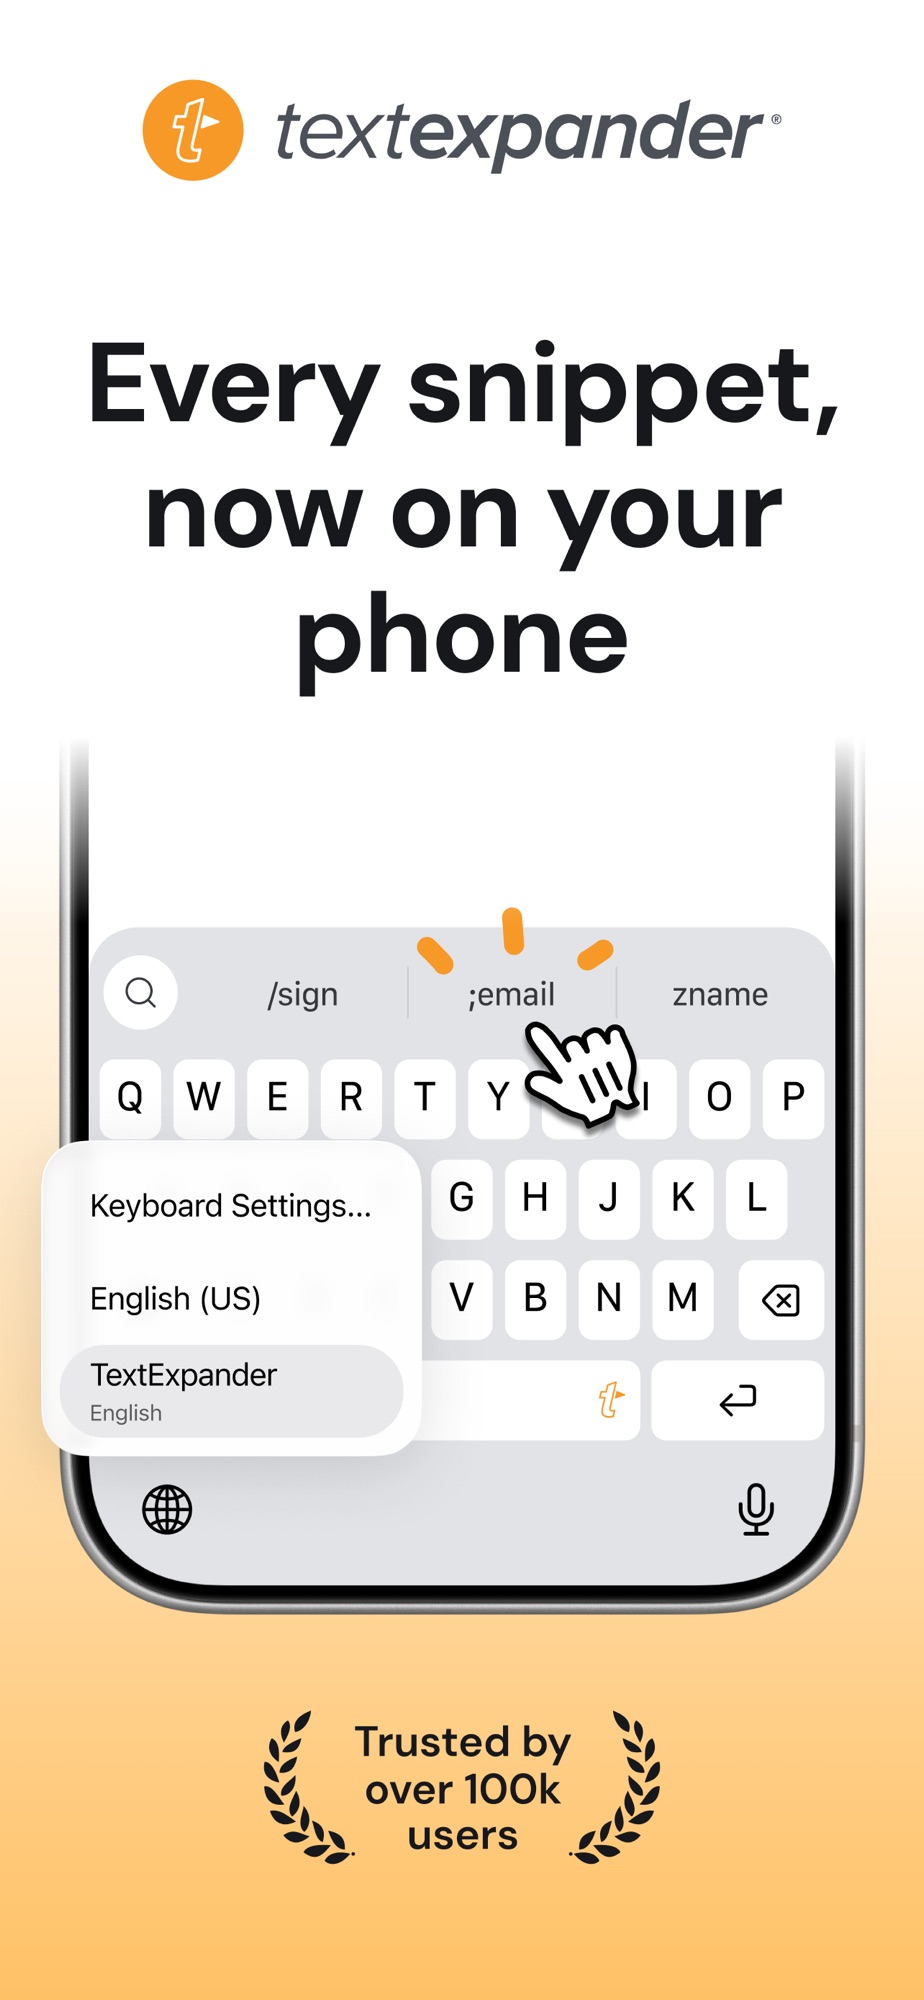 textexpander®
Every snippet,
now on your
phone
/sign ;email zname
Q W E R T Y I O P
G H J K L
V B N M
Keyboard Settings...
English (US)
TextExpander
English
Trusted by
over 100k
users